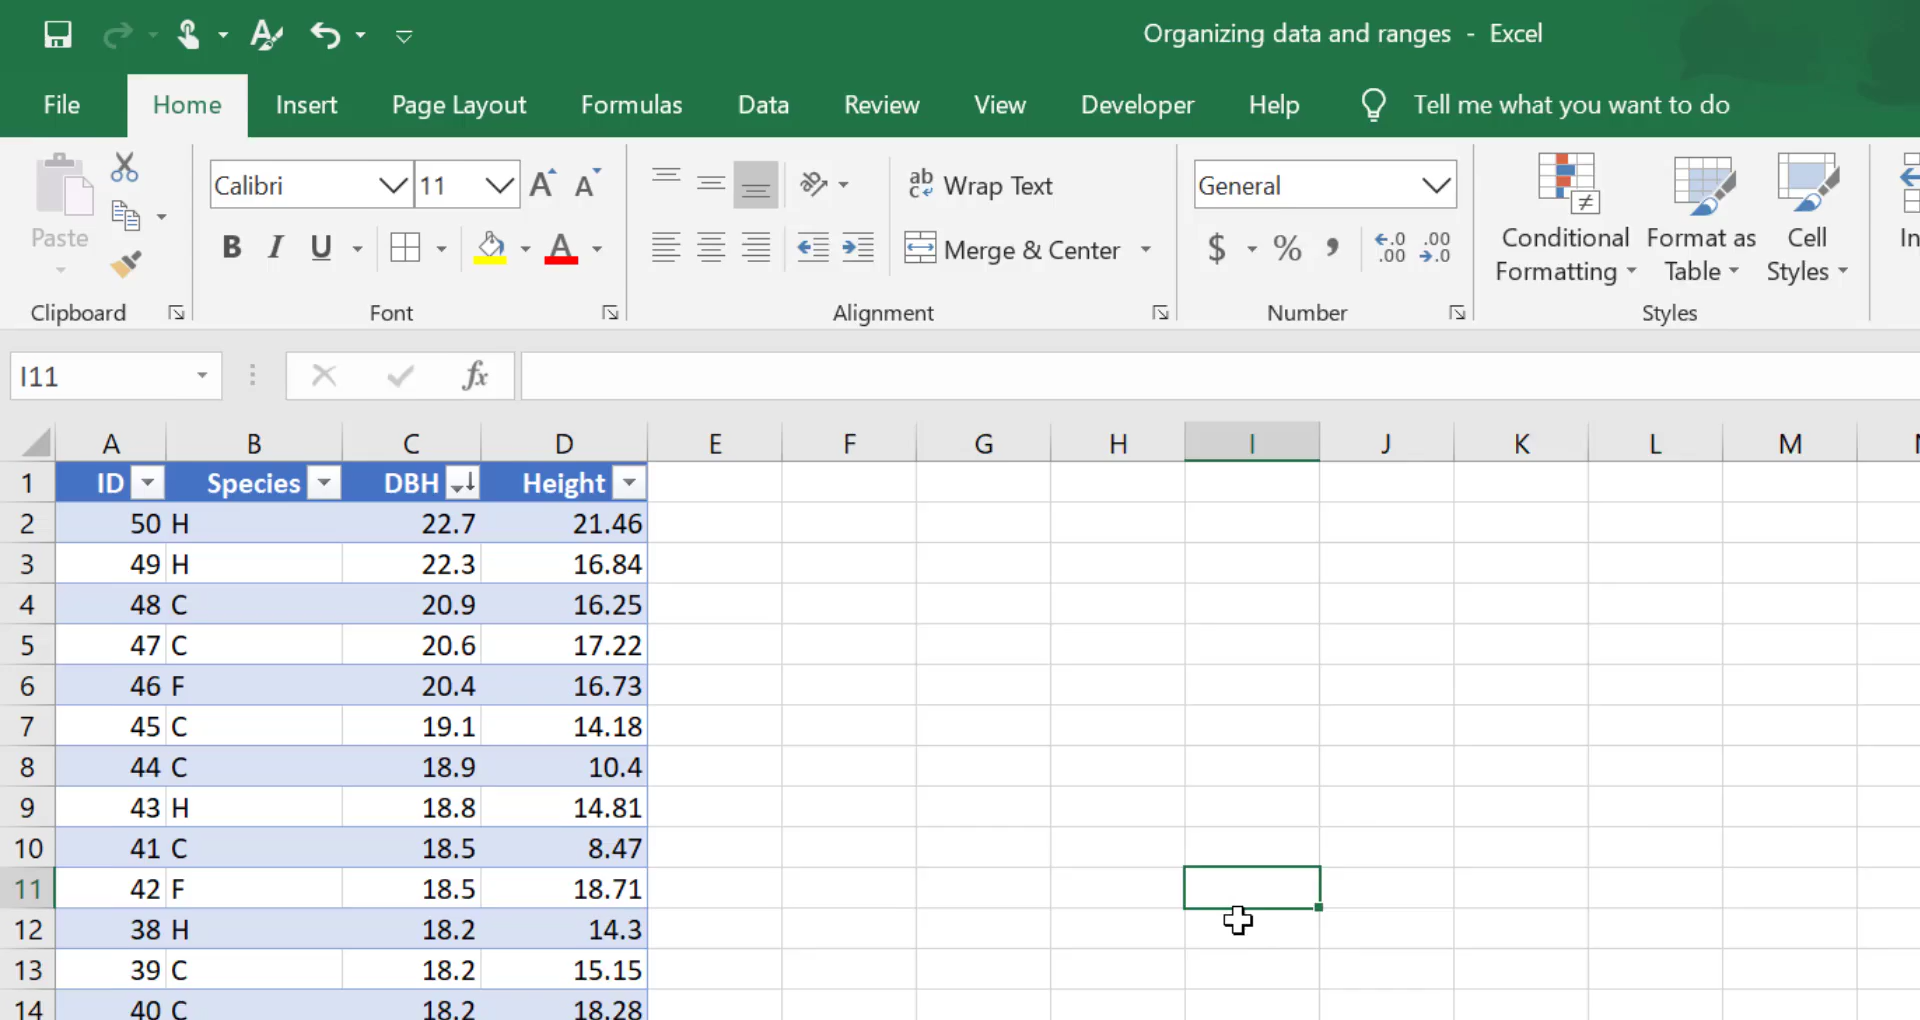 Organizing data and ranges - Excel
File Home Insert Page Layout Formulas Data Review View Developer Help Tell me what you want to do
Paste
Clipboard
Calibri 11
B I U A
Font
Wrap Text
Merge & Center
Alignment
General
$ % ,
Number
Conditional Formatting
Format as Table
Cell Styles
Styles
In
I11 fx
A B C D E F G H I J K L M
1 ID Species DBH Height
2 50 H 22.7 21.46
3 49 H 22.3 16.84
4 48 C 20.9 16.25
5 47 C 20.6 17.22
6 46 F 20.4 16.73
7 45 C 19.1 14.18
8 44 C 18.9 10.4
9 43 H 18.8 14.81
10 41 C 18.5 8.47
11 42 F 18.5 18.71
12 38 H 18.2 14.3
13 39 C 18.2 15.15
14 40 C 18.2 18.28